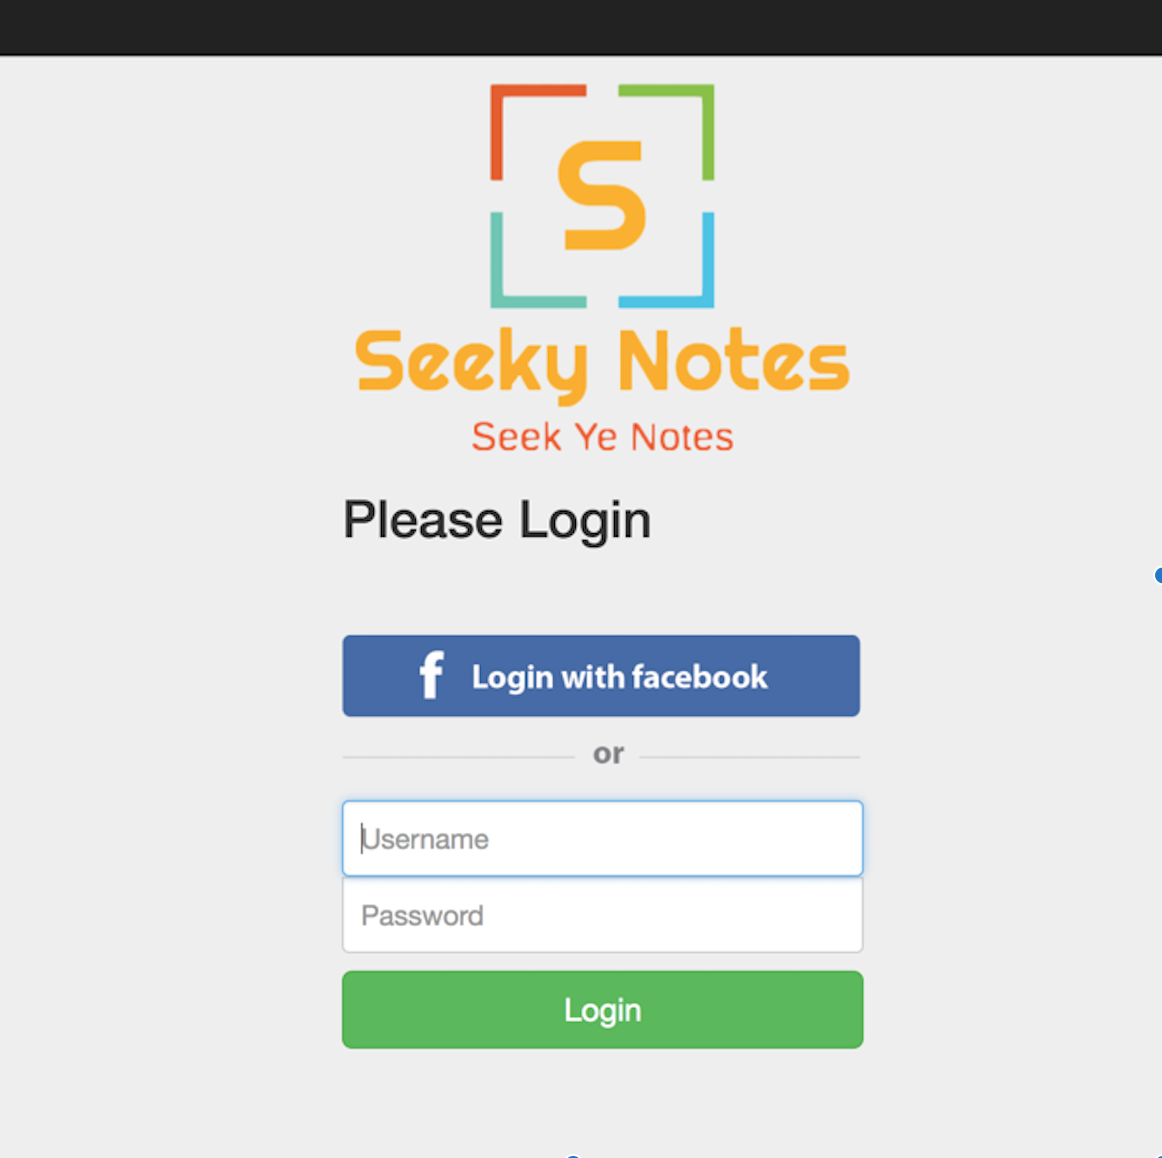 S
Seeky Notes
Seek Ye Notes
Please Login
f Login with facebook
or
Username
Password
Login